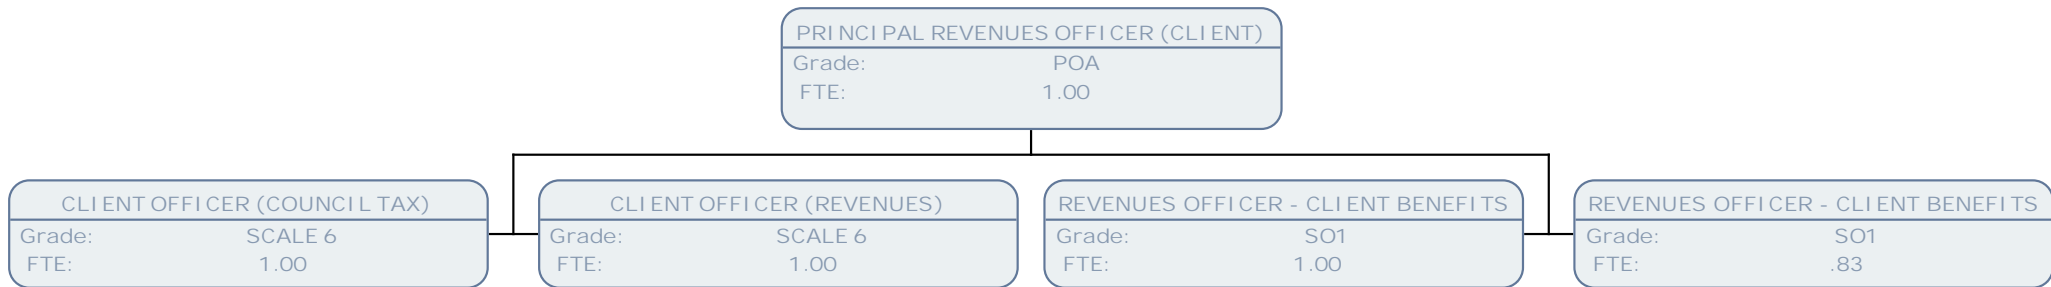 PRINCIPAL REVENUES OFFICER (CLIENT)
Grade: POA
FTE: 1.00
CLIENT OFFICER (COUNCIL TAX)
Grade: SCALE 6
FTE: 1.00
CLIENT OFFICER (REVENUES)
Grade: SCALE 6
FTE: 1.00
REVENUES OFFICER - CLIENT BENEFITS
Grade: SO1
FTE: 1.00
REVENUES OFFICER - CLIENT BENEFITS
Grade: SO1
FTE: .83